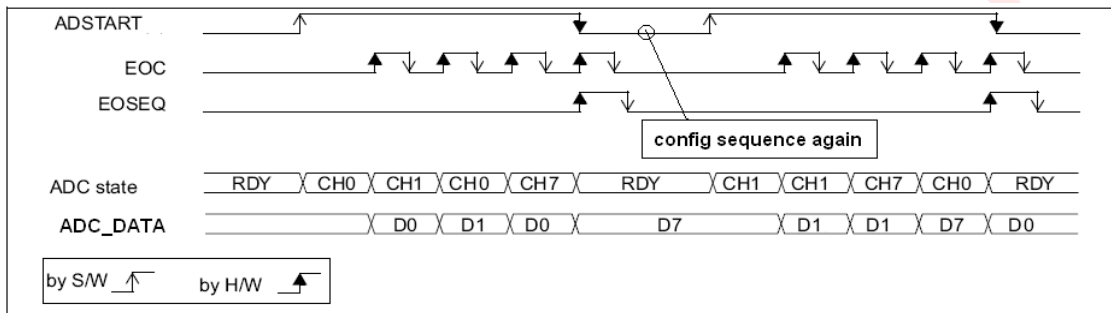 ADSTART
EOC
EOSEQ
config sequence again
ADC state RDY CH0 CH1 CH0 CH7 RDY CH1 CH1 CH7 CH0 RDY
ADC_DATA D0 D1 D0 D7 D1 D1 D7 D0
by S/W by H/W